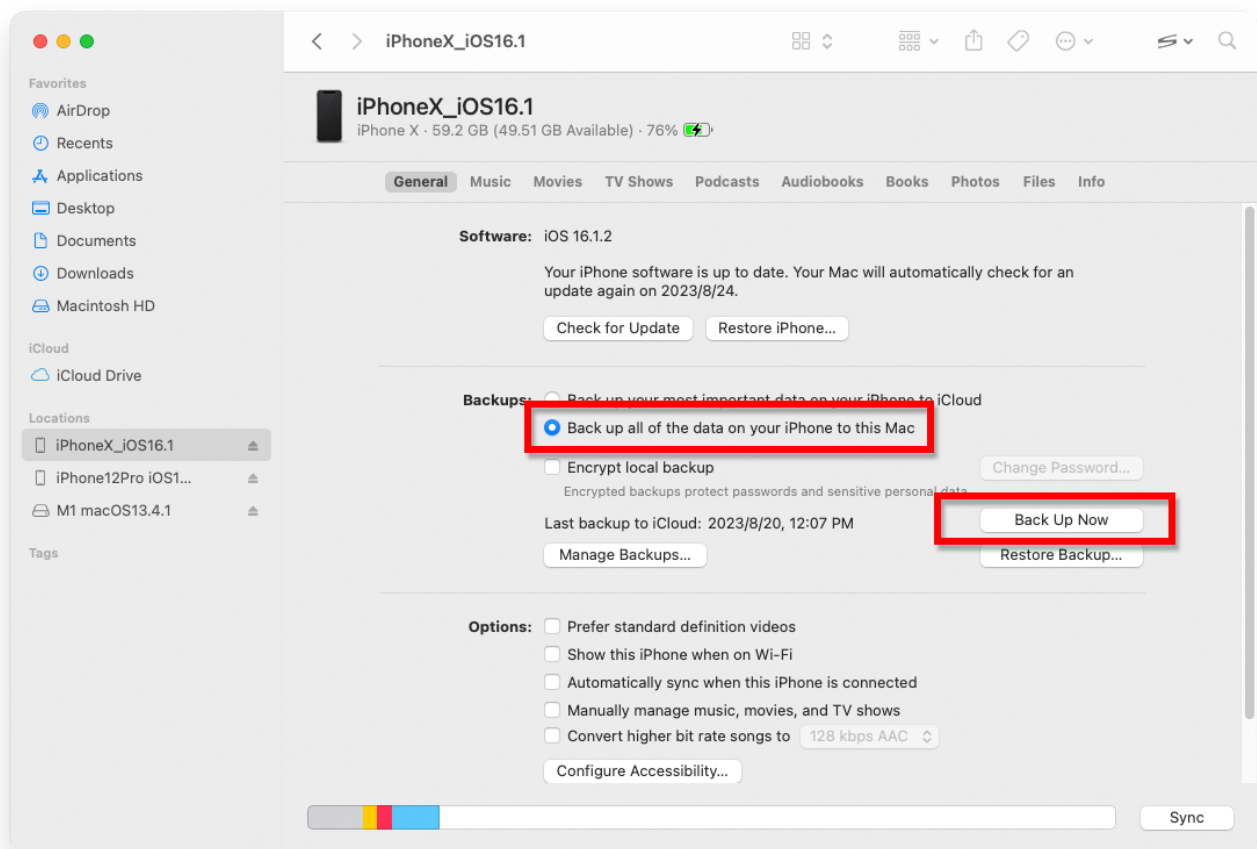 iPhoneX_iOS16.1
Favorites
AirDrop
Recents
Applications
Desktop
Documents
Downloads
Macintosh HD
iCloud
iCloud Drive
Locations
iPhoneX_iOS16.1
iPhone12Pro iOS1...
M1 macOS13.4.1
Tags
iPhoneX_iOS16.1
iPhone X · 59.2 GB (49.51 GB Available) · 76%
General Music Movies TV Shows Podcasts Audiobooks Books Photos Files Info
Software: iOS 16.1.2
Your iPhone software is up to date. Your Mac will automatically check for an
update again on 2023/8/24.
Check for Update Restore iPhone...
Backups: Back up your most important data on your iPhone to iCloud
Back up all of the data on your iPhone to this Mac
Encrypt local backup Change Password...
Encrypted backups protect passwords and sensitive personal data.
Last backup to iCloud: 2023/8/20, 12:07 PM Back Up Now
Manage Backups... Restore Backup...
Options: Prefer standard definition videos
Show this iPhone when on Wi-Fi
Automatically sync when this iPhone is connected
Manually manage music, movies, and TV shows
Convert higher bit rate songs to 128 kbps AAC
Configure Accessibility...
Sync